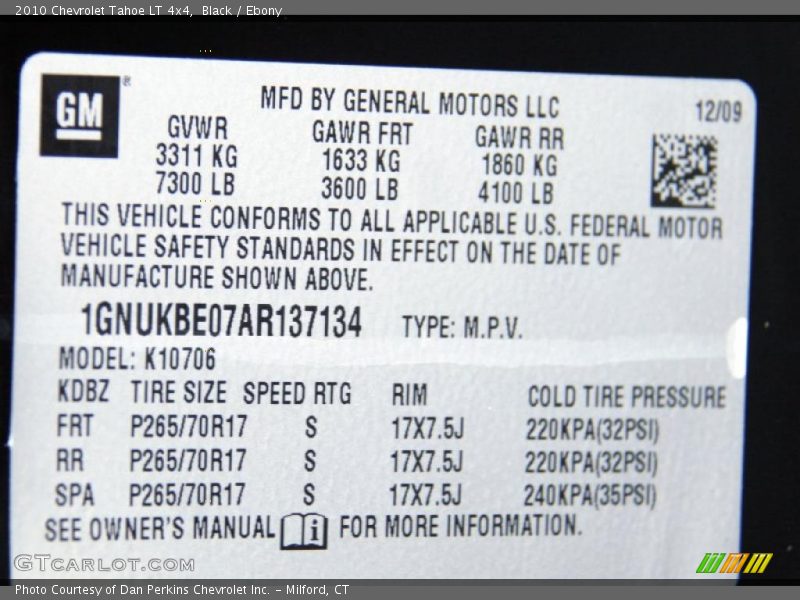 2010 Chevrolet Tahoe LT 4x4, Black / Ebony
GM®
MFD BY GENERAL MOTORS LLC 12/09
GVWR GAWR FRT GAWR RR
3311 KG 1633 KG 1860 KG
7300 LB 3600 LB 4100 LB
THIS VEHICLE CONFORMS TO ALL APPLICABLE U.S. FEDERAL MOTOR
VEHICLE SAFETY STANDARDS IN EFFECT ON THE DATE OF
MANUFACTURE SHOWN ABOVE.
1GNUKBE07AR137134 TYPE: M.P.V.
MODEL: K10706
KDBZ TIRE SIZE SPEED RTG RIM COLD TIRE PRESSURE
FRT P265/70R17 S 17X7.5J 220KPA(32PSI)
RR P265/70R17 S 17X7.5J 220KPA(32PSI)
SPA P265/70R17 S 17X7.5J 240KPA(35PSI)
SEE OWNER'S MANUAL i FOR MORE INFORMATION.
GTCARLOT.COM
Photo Courtesy of Dan Perkins Chevrolet Inc. - Milford, CT